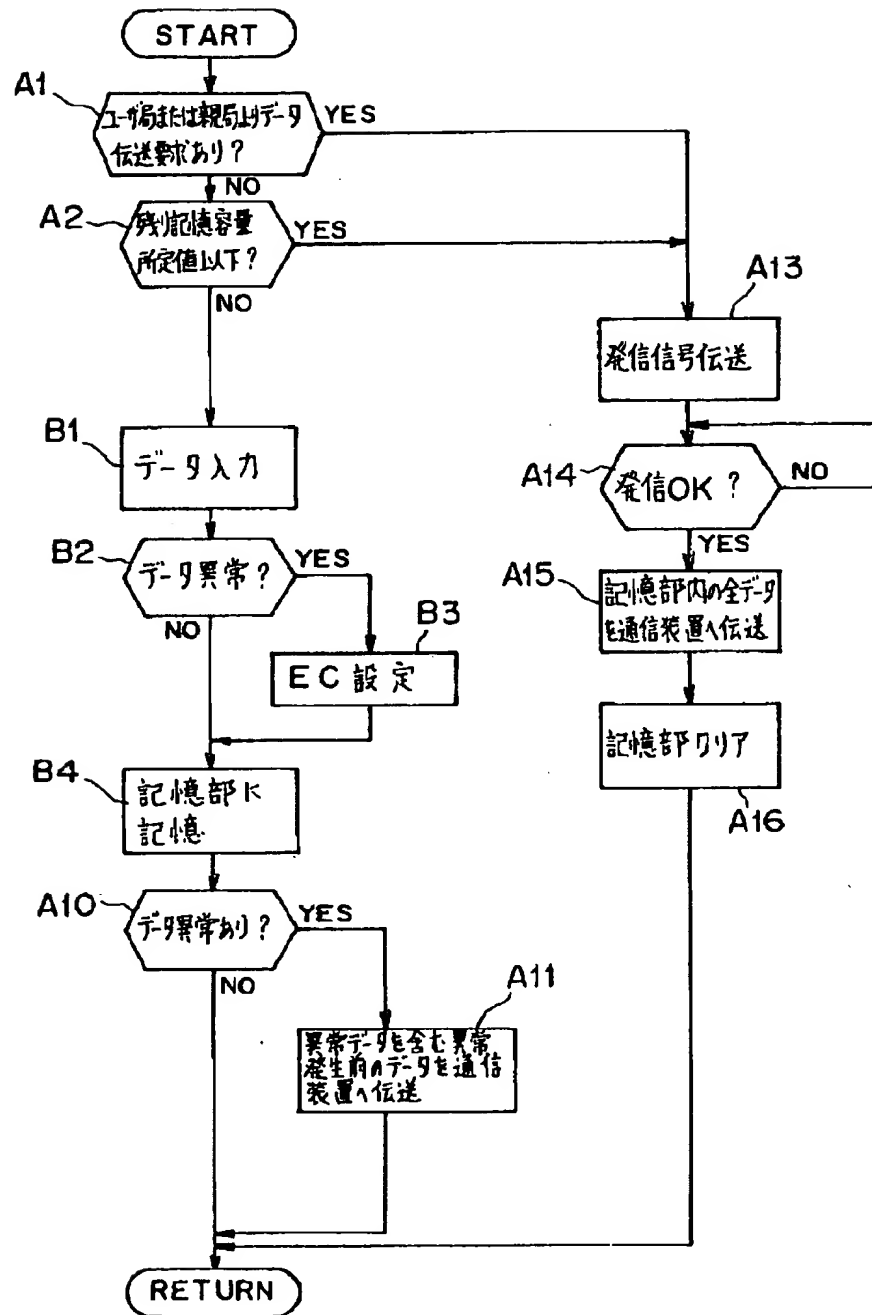 START
A1
ユーザ局または親局よりデータ
伝送要求あり?
YES
NO
A2
残り記憶容量
所定値以下?
YES
NO
A13
発信信号伝送
B1
データ入力
A14
発信OK?
NO
YES
B2
データ異常?
YES
NO
A15
記憶部内の全データ
を通信装置へ伝送
B3
EC設定
B4
記憶部に
記憶
記憶部クリア
A16
A10
データ異常あり?
YES
NO
A11
異常データを含む異常
発生前のデータを通信
装置へ伝送
RETURN